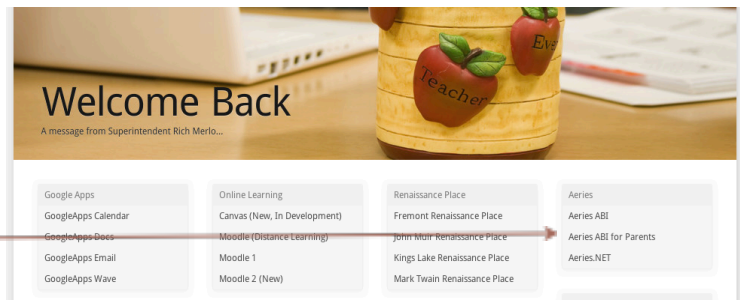 Eve
Teacher
Welcome Back
A message from Superintendent Rich Merlo...
Google Apps
GoogleApps Calendar
GoogleApps Docs
GoogleApps Email
GoogleApps Wave
Online Learning
Canvas (New, In Development)
Moodle (Distance Learning)
Moodle 1
Moodle 2 (New)
Renaissance Place
Fremont Renaissance Place
John Muir Renaissance Place
Kings Lake Renaissance Place
Mark Twain Renaissance Place
Aeries
Aeries ABI
Aeries ABI for Parents
Aeries.NET